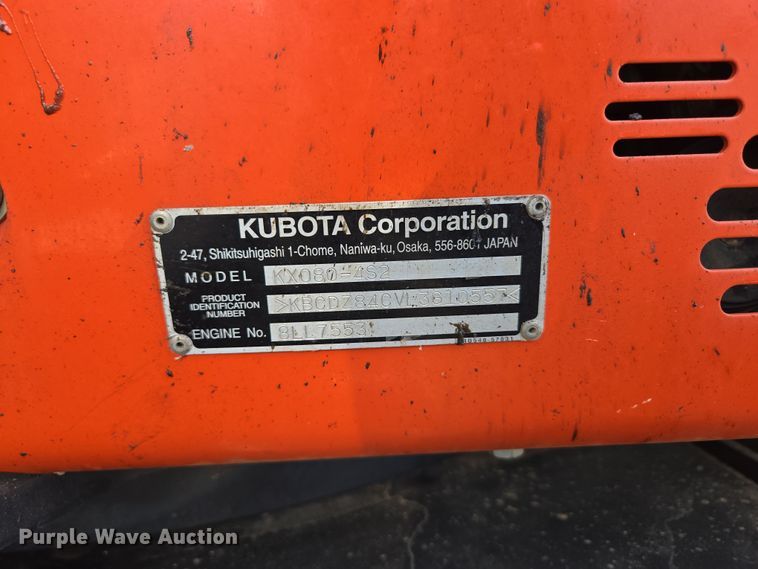 KUBOTA Corporation
2-47, Shikitsuhigashi 1-Chome, Naniwa-ku, Osaka, 556-8601 JAPAN
MODEL KX080-4S2
PRODUCT
IDENTIFICATION
NUMBER
ENGINE No. 8LL7553
Purple Wave Auction